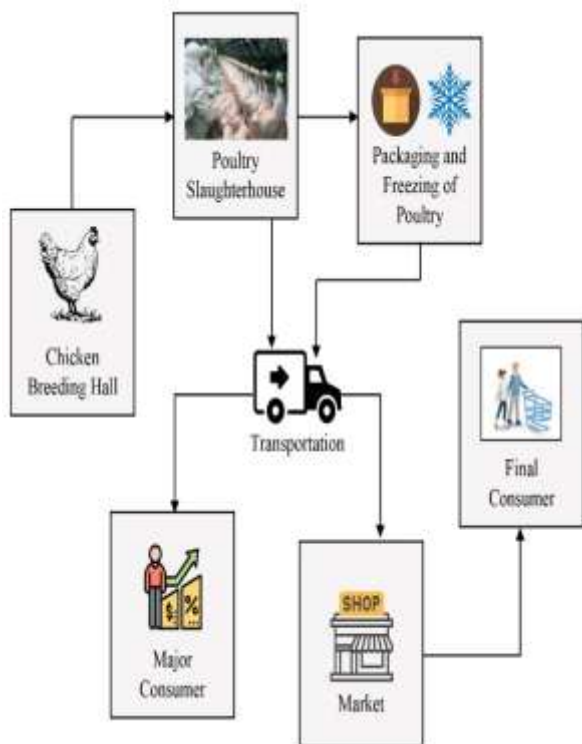 Poultry
Slaughterhouse
Packaging and
Freezing of
Poultry
Chicken
Breeding Hall
Transportation
Final
Consumer
$
%
Major
Consumer
SHOP
Market